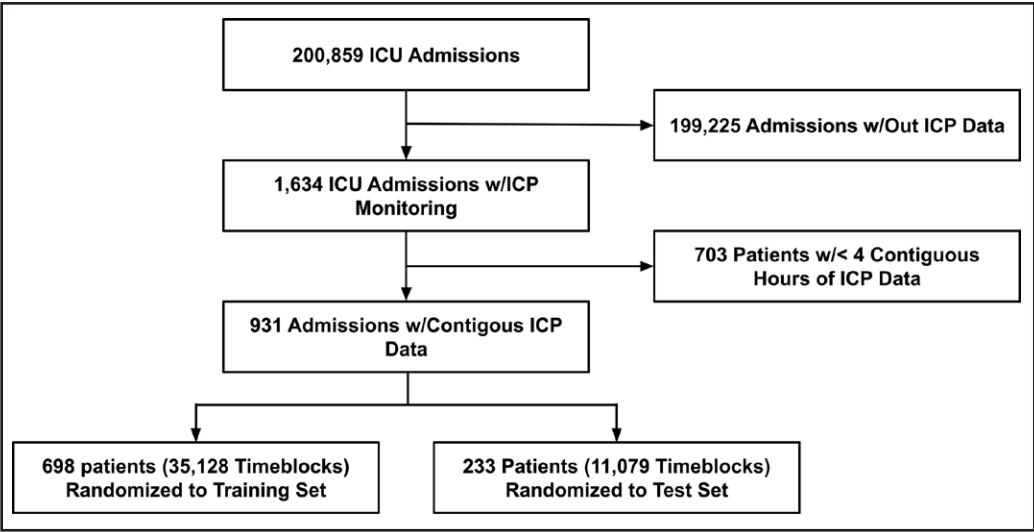 200,859 ICU Admissions
199,225 Admissions w/Out ICP Data
1,634 ICU Admissions w/ICP
Monitoring
703 Patients w/< 4 Contiguous
Hours of ICP Data
931 Admissions w/Contigous ICP
Data
698 patients (35,128 Timeblocks)
Randomized to Training Set
233 Patients (11,079 Timeblocks)
Randomized to Test Set